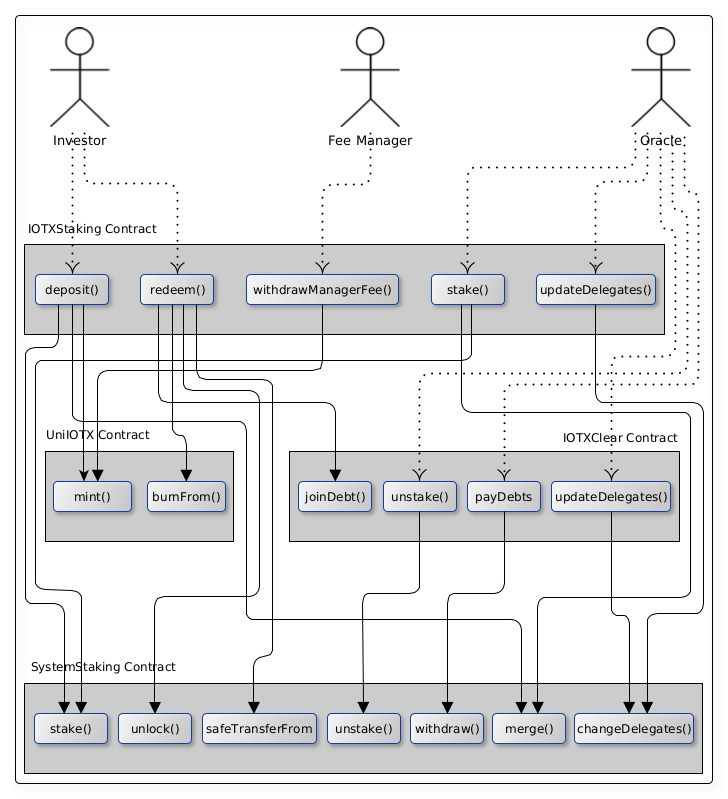 Investor
Fee Manager
Oracle
IOTXStaking Contract
deposit()
redeem()
withdrawManagerFee()
stake()
updateDelegates()
UniIOTX Contract
IOTXClear Contract
mint()
burnFrom()
joinDebt()
unstake()
payDebts
updateDelegates()
SystemStaking Contract
stake()
unlock()
safeTransferFrom
unstake()
withdraw()
merge()
changeDelegates()